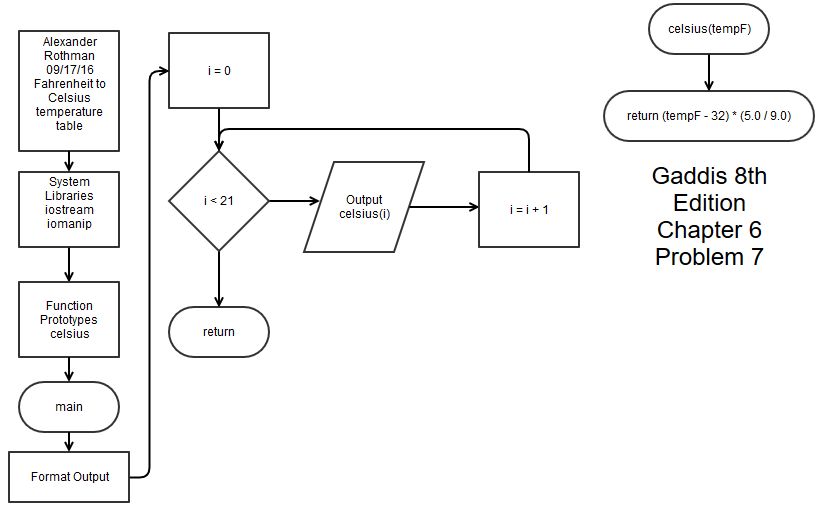 Alexander
Rothman
09/17/16
Fahrenheit to
Celsius
temperature
table
System
Libraries
iostream
iomanip
Function
Prototypes
celsius
main
Format Output
i = 0
i < 21
Output
celsius(i)
i = i + 1
return
celsius(tempF)
return (tempF - 32) * (5.0 / 9.0)
Gaddis 8th
Edition
Chapter 6
Problem 7